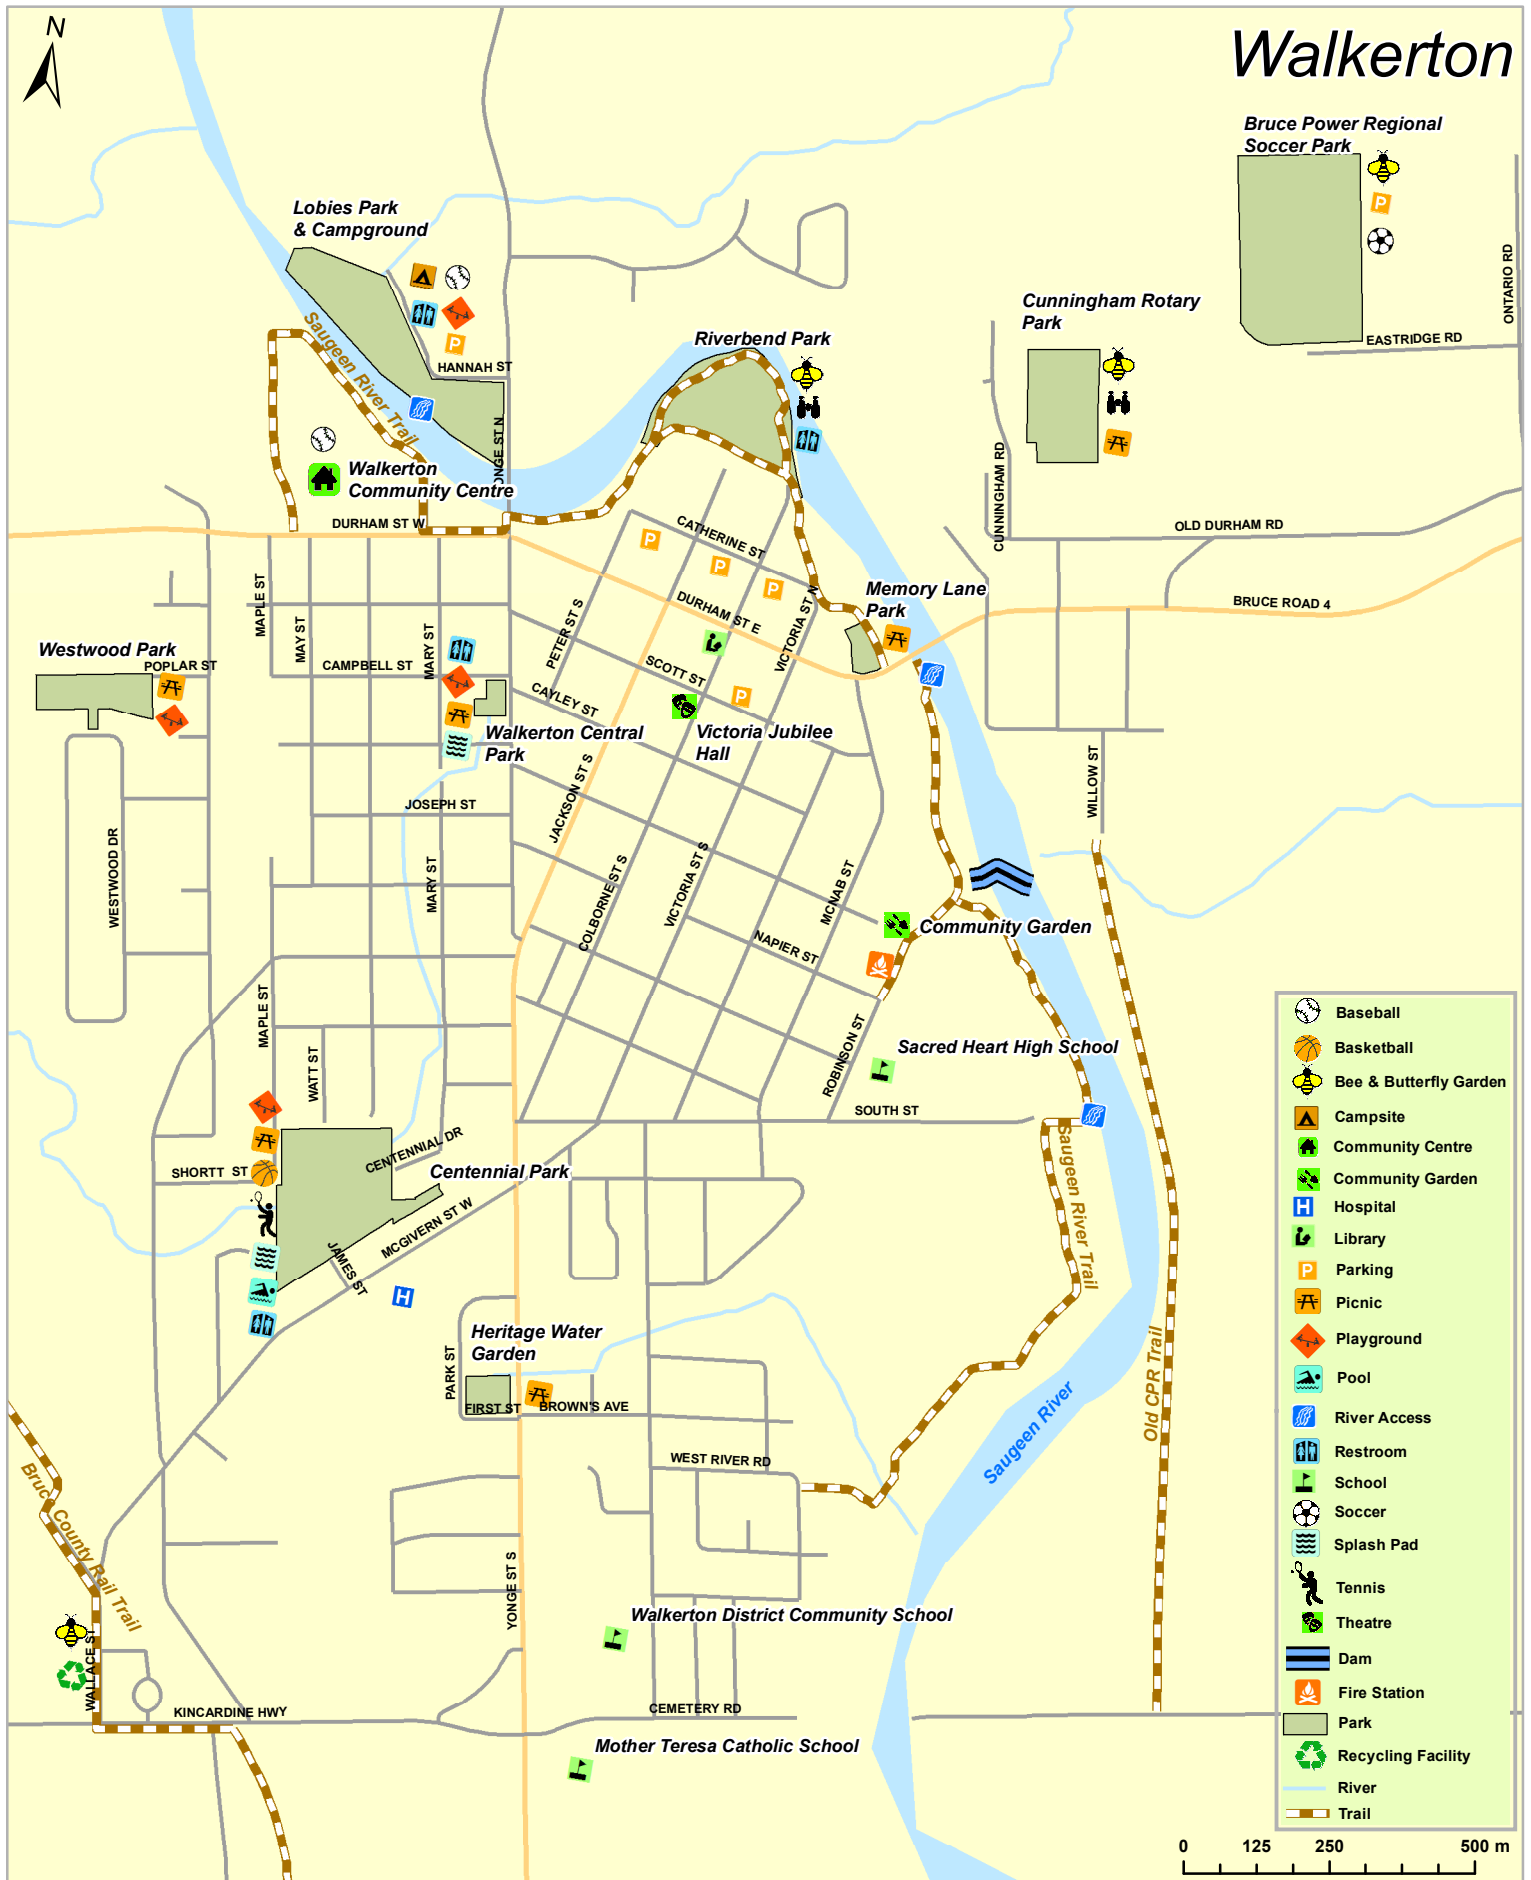 N
Walkerton
Bruce Power Regional
Soccer Park
P
Lobies Park
& Campground
P
HANNAH ST
Saugeen River Trail
ONTARIO RD
EASTRIDGE RD
Cunningham Rotary
Park
Riverbend Park
CUNNINGHAM RD
OLD DURHAM RD
BRUCE ROAD 4
ONGE ST N
Walkerton
Community Centre
DURHAM ST W
CATHERINE ST
P
P
P
DURHAM ST E
VICTORIA ST N
Memory Lane
Park
MAPLE ST
MAY ST
MARY ST
PETER ST S
Westwood Park
POPLAR ST
CAMPBELL ST
SCOTT ST
CAYLEY ST
P
Walkerton Central
Park
Victoria Jubilee
Hall
JACKSON ST S
JOSEPH ST
WILLOW ST
WESTWOOD DR
MARY ST
COLBORNE ST S
VICTORIA ST S
MCNAB ST
NAPIER ST
Community Garden
MAPLE ST
WATT ST
ROBINSON ST
Sacred Heart High School
SOUTH ST
SHORTT ST
CENTENNIAL DR
Centennial Park
MCGIVERN ST W
JAMES ST
H
Saugeen River Trail
Heritage Water
Garden
PARK ST
FIRST ST
BROWN'S AVE
WEST RIVER RD
Saugeen River
Old CPR Trail
Bruce County Rail Trail
YONGE ST S
Walkerton District Community School
WALLACE ST
KINCARDINE HWY
CEMETERY RD
Mother Teresa Catholic School
Baseball
Basketball
Bee & Butterfly Garden
Campsite
Community Centre
Community Garden
H Hospital
Library
P Parking
Picnic
Playground
Pool
River Access
Restroom
School
Soccer
Splash Pad
Tennis
Theatre
Dam
Fire Station
Park
Recycling Facility
River
Trail
0 125 250 500 m